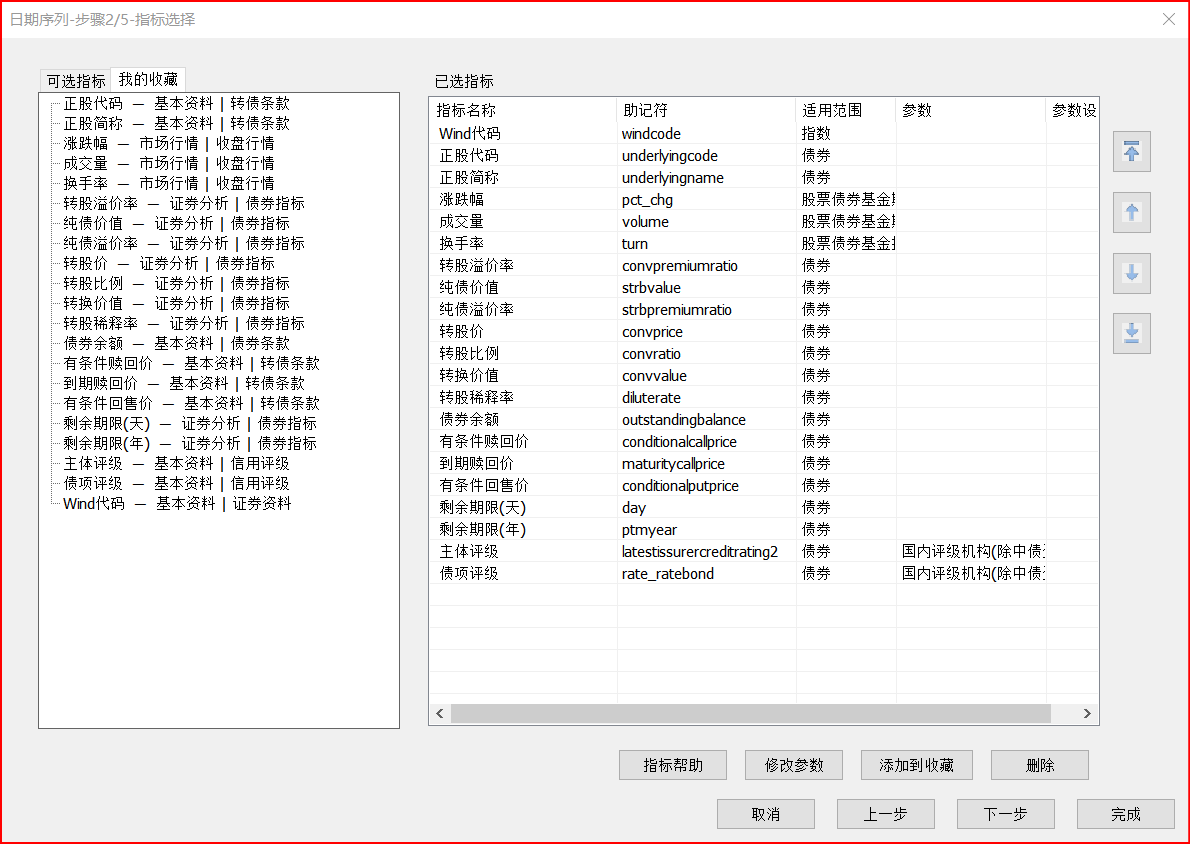 日期序列-步骤2/5-指标选择
可选指标 我的收藏
正股代码 — 基本资料 | 转债条款
正股简称 — 基本资料 | 转债条款
涨跌幅 — 市场行情 | 收盘行情
成交量 — 市场行情 | 收盘行情
换手率 — 市场行情 | 收盘行情
转股溢价率 — 证券分析 | 债券指标
纯债价值 — 证券分析 | 债券指标
纯债溢价率 — 证券分析 | 债券指标
转股价 — 证券分析 | 债券指标
转股比例 — 证券分析 | 债券指标
转换价值 — 证券分析 | 债券指标
转股稀释率 — 证券分析 | 债券指标
债券余额 — 基本资料 | 债券条款
有条件赎回价 — 基本资料 | 转债条款
到期赎回价 — 基本资料 | 转债条款
有条件回售价 — 基本资料 | 转债条款
剩余期限(天) — 证券分析 | 债券指标
剩余期限(年) — 证券分析 | 债券指标
主体评级 — 基本资料 | 信用评级
债项评级 — 基本资料 | 信用评级
Wind代码 — 基本资料 | 证券资料
已选指标
指标名称 助记符 适用范围 参数 参数设
Wind代码 windcode 指数
正股代码 underlyingcode 债券
正股简称 underlyingname 债券
涨跌幅 pct_chg 股票债券基金
成交量 volume 股票债券基金
换手率 turn 股票债券基金
转股溢价率 convpremiumratio 债券
纯债价值 strbvalue 债券
纯债溢价率 strbpremiumratio 债券
转股价 convprice 债券
转股比例 convratio 债券
转换价值 convvalue 债券
转股稀释率 diluterate 债券
债券余额 outstandingbalance 债券
有条件赎回价 conditionalcallprice 债券
到期赎回价 maturitycallprice 债券
有条件回售价 conditionalputprice 债券
剩余期限(天) day 债券
剩余期限(年) ptmyear 债券
主体评级 latestissurercreditrating2 债券 国内评级机构(除中债
债项评级 rate_ratebond 债券 国内评级机构(除中债
指标帮助 修改参数 添加到收藏 删除
取消 上一步 下一步 完成